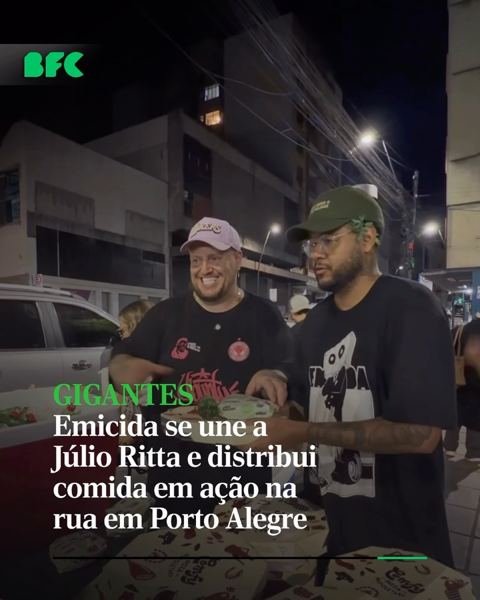 BFC
GIGANTES
Emicida se une a
Júlio Ritta e distribui
comida em ação na
rua em Porto Alegre